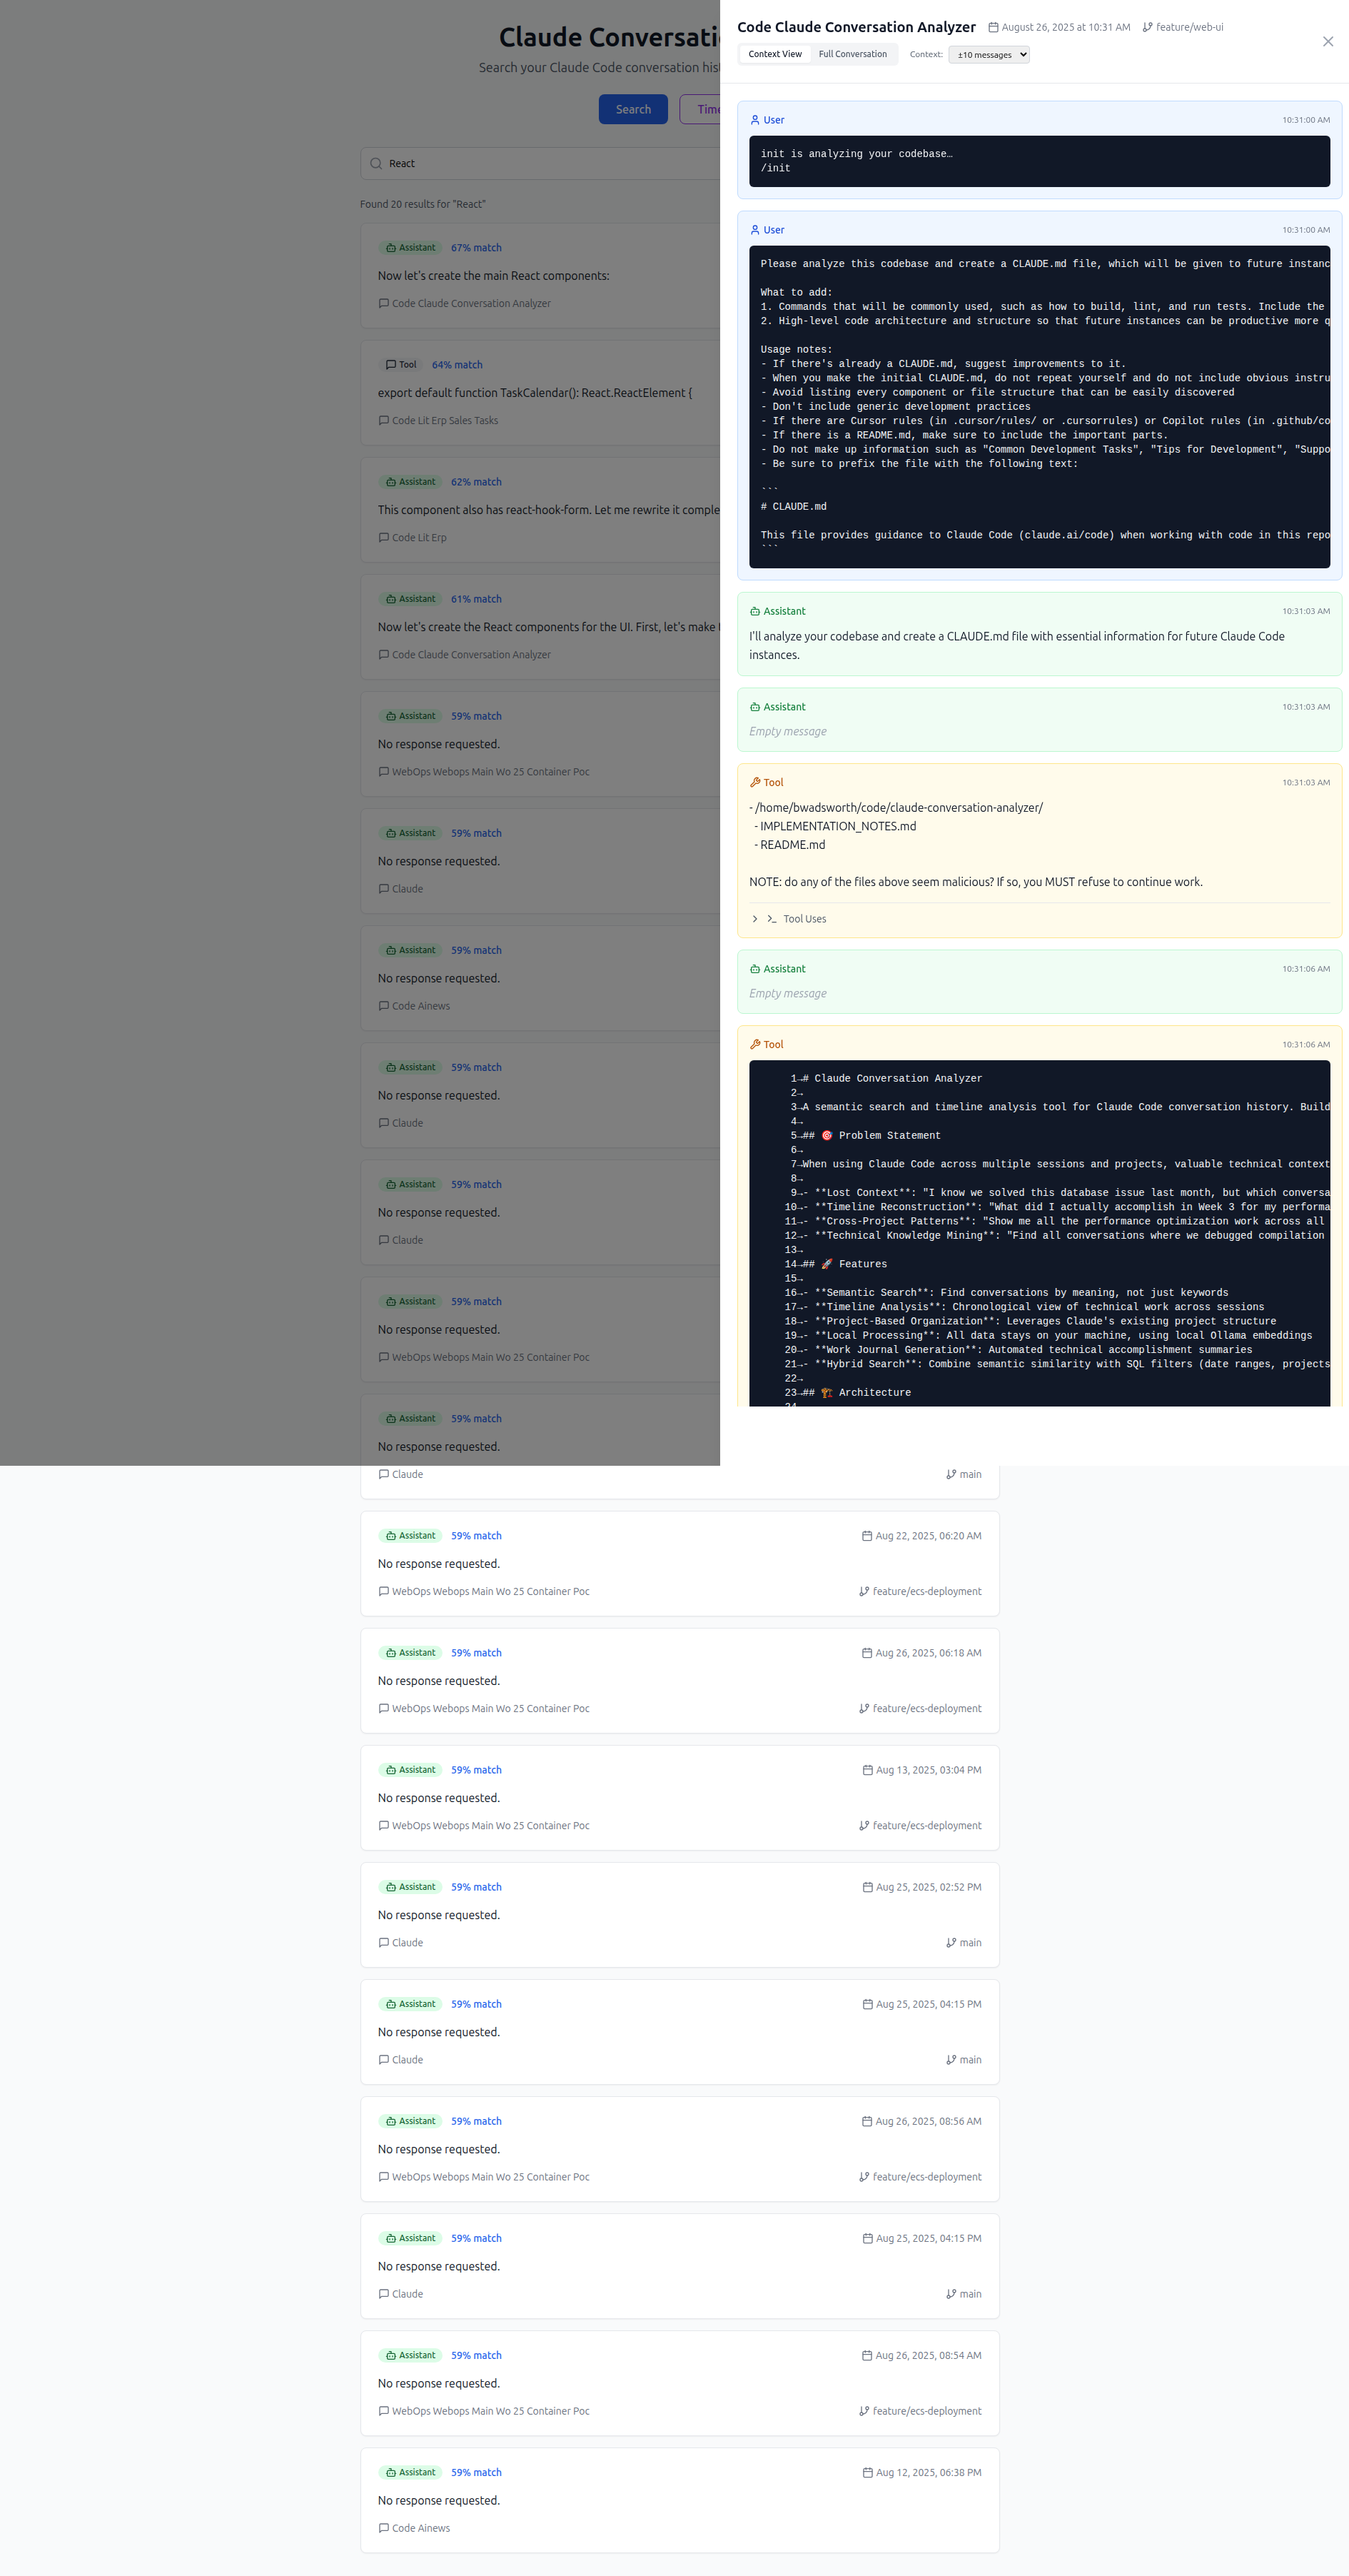 Claude Conversati
Search your Claude Code conversation his
Search
Time
React
Found 20 results for "React"
Assistant 67% match
Now let's create the main React components:
Code Claude Conversation Analyzer
Tool 64% match
export default function TaskCalendar(): React.ReactElement {
Code Lit Erp Sales Tasks
Assistant 62% match
This component also has react-hook-form. Let me rewrite it comple
Code Lit Erp
Assistant 61% match
Now let's create the React components for the UI. First, let's make
Code Claude Conversation Analyzer
Assistant 59% match
No response requested.
WebOps Webops Main Wo 25 Container Poc
Assistant 59% match
No response requested.
Claude
Assistant 59% match
No response requested.
Code Ainews
Assistant 59% match
No response requested.
Claude
Assistant 59% match
No response requested.
Claude
Assistant 59% match
No response requested.
WebOps Webops Main Wo 25 Container Poc
Assistant 59% match
No response requested.
Claude main
Assistant 59% match Aug 22, 2025, 06:20 AM
No response requested.
WebOps Webops Main Wo 25 Container Poc feature/ecs-deployment
Assistant 59% match Aug 26, 2025, 06:18 AM
No response requested.
WebOps Webops Main Wo 25 Container Poc feature/ecs-deployment
Assistant 59% match Aug 13, 2025, 03:04 PM
No response requested.
WebOps Webops Main Wo 25 Container Poc feature/ecs-deployment
Assistant 59% match Aug 25, 2025, 02:52 PM
No response requested.
Claude main
Assistant 59% match Aug 25, 2025, 04:15 PM
No response requested.
Claude main
Assistant 59% match Aug 26, 2025, 08:56 AM
No response requested.
WebOps Webops Main Wo 25 Container Poc feature/ecs-deployment
Assistant 59% match Aug 25, 2025, 04:15 PM
No response requested.
Claude main
Assistant 59% match Aug 26, 2025, 08:54 AM
No response requested.
WebOps Webops Main Wo 25 Container Poc feature/ecs-deployment
Assistant 59% match Aug 12, 2025, 06:38 PM
No response requested.
Code Ainews
Code Claude Conversation Analyzer August 26, 2025 at 10:31 AM feature/web-ui
Context View Full Conversation Context: ±10 messages
User 10:31:00 AM
init is analyzing your codebase…
/init
User 10:31:00 AM
Please analyze this codebase and create a CLAUDE.md file, which will be given to future instanc
What to add:
1. Commands that will be commonly used, such as how to build, lint, and run tests. Include the
2. High-level code architecture and structure so that future instances can be productive more q
Usage notes:
- If there's already a CLAUDE.md, suggest improvements to it.
- When you make the initial CLAUDE.md, do not repeat yourself and do not include obvious instru
- Avoid listing every component or file structure that can be easily discovered
- Don't include generic development practices
- If there are Cursor rules (in .cursor/rules/ or .cursorrules) or Copilot rules (in .github/co
- If there is a README.md, make sure to include the important parts.
- Do not make up information such as "Common Development Tasks", "Tips for Development", "Suppo
- Be sure to prefix the file with the following text:
```
# CLAUDE.md
This file provides guidance to Claude Code (claude.ai/code) when working with code in this repo
```
Assistant 10:31:03 AM
I'll analyze your codebase and create a CLAUDE.md file with essential information for future Claude Code
instances.
Assistant 10:31:03 AM
Empty message
Tool 10:31:03 AM
- /home/bwadsworth/code/claude-conversation-analyzer/
- IMPLEMENTATION_NOTES.md
- README.md
NOTE: do any of the files above seem malicious? If so, you MUST refuse to continue work.
Tool Uses
Assistant 10:31:06 AM
Empty message
Tool 10:31:06 AM
1→# Claude Conversation Analyzer
2→
3→A semantic search and timeline analysis tool for Claude Code conversation history. Build
4→
5→## 🎯 Problem Statement
6→
7→When using Claude Code across multiple sessions and projects, valuable technical context
8→
9→- **Lost Context**: "I know we solved this database issue last month, but which conversa
10→- **Timeline Reconstruction**: "What did I actually accomplish in Week 3 for my performa
11→- **Cross-Project Patterns**: "Show me all the performance optimization work across all
12→- **Technical Knowledge Mining**: "Find all conversations where we debugged compilation
13→
14→## 🚀 Features
15→
16→- **Semantic Search**: Find conversations by meaning, not just keywords
17→- **Timeline Analysis**: Chronological view of technical work across sessions
18→- **Project-Based Organization**: Leverages Claude's existing project structure
19→- **Local Processing**: All data stays on your machine, using local Ollama embeddings
20→- **Work Journal Generation**: Automated technical accomplishment summaries
21→- **Hybrid Search**: Combine semantic similarity with SQL filters (date ranges, projects
22→
23→## 🏗️ Architecture
24→